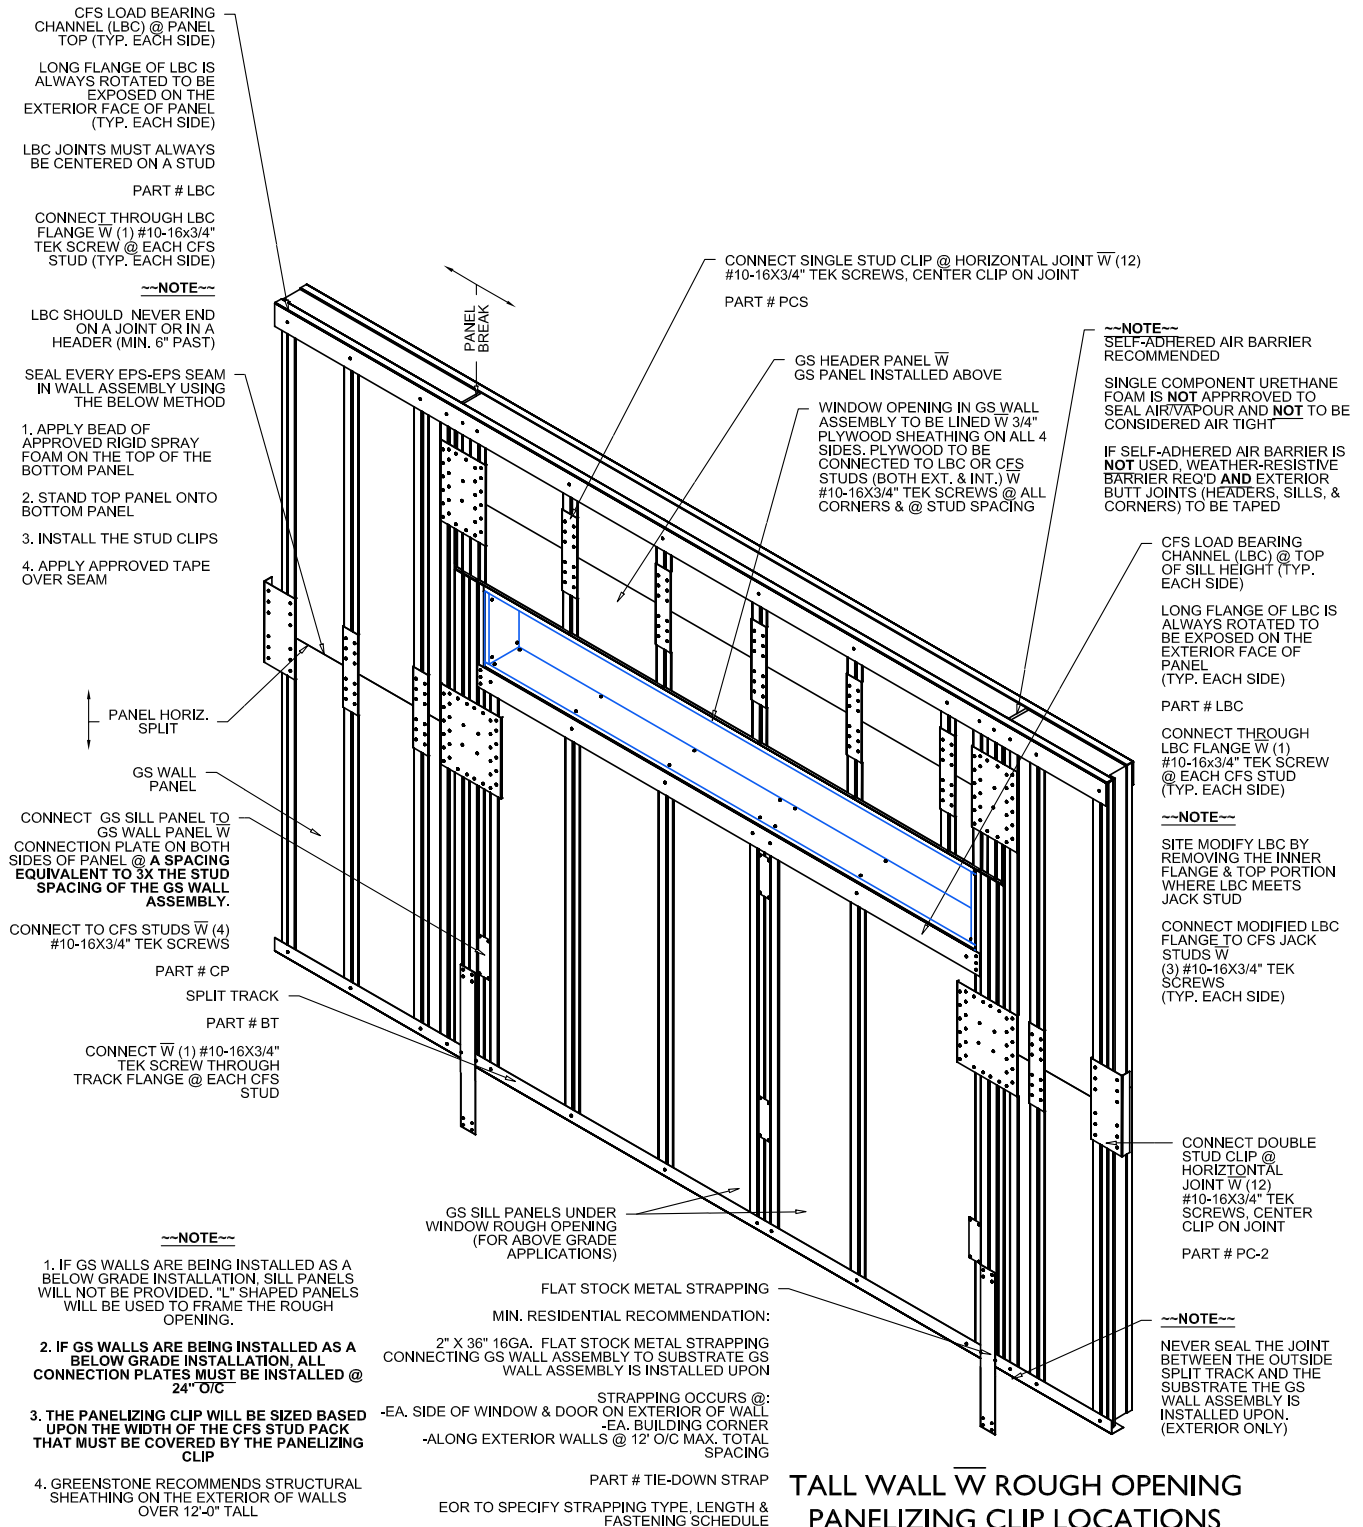 CFS LOAD BEARING
CHANNEL (LBC) @ PANEL
TOP (TYP. EACH SIDE)
LONG FLANGE OF LBC IS
ALWAYS ROTATED TO BE
EXPOSED ON THE
EXTERIOR FACE OF PANEL
(TYP. EACH SIDE)
LBC JOINTS MUST ALWAYS
BE CENTERED ON A STUD
PART # LBC
CONNECT THROUGH LBC
FLANGE W̅ (1) #10-16x3/4"
TEK SCREW @ EACH CFS
STUD (TYP. EACH SIDE)
~~NOTE~~
LBC SHOULD NEVER END
ON A JOINT OR IN A
HEADER (MIN. 6" PAST)
SEAL EVERY EPS-EPS SEAM
IN WALL ASSEMBLY USING
THE BELOW METHOD
1. APPLY BEAD OF
APPROVED RIGID SPRAY
FOAM ON THE TOP OF THE
BOTTOM PANEL
2. STAND TOP PANEL ONTO
BOTTOM PANEL
3. INSTALL THE STUD CLIPS
4. APPLY APPROVED TAPE
OVER SEAM
PANEL HORIZ.
SPLIT
GS WALL
PANEL
CONNECT GS SILL PANEL TO
GS WALL PANEL W̅
CONNECTION PLATE ON BOTH
SIDES OF PANEL @ A SPACING
EQUIVALENT TO 3X THE STUD
SPACING OF THE GS WALL
ASSEMBLY.
CONNECT TO CFS STUDS W̅ (4)
#10-16X3/4" TEK SCREWS
PART # CP
SPLIT TRACK
PART # BT
CONNECT W̅ (1) #10-16X3/4"
TEK SCREW THROUGH
TRACK FLANGE @ EACH CFS
STUD
~~NOTE~~
1. IF GS WALLS ARE BEING INSTALLED AS A
BELOW GRADE INSTALLATION, SILL PANELS
WILL NOT BE PROVIDED. "L" SHAPED PANELS
WILL BE USED TO FRAME THE ROUGH
OPENING.
2. IF GS WALLS ARE BEING INSTALLED AS A
BELOW GRADE INSTALLATION, ALL
CONNECTION PLATES MUST BE INSTALLED @
24" O/C
3. THE PANELIZING CLIP WILL BE SIZED BASED
UPON THE WIDTH OF THE CFS STUD PACK
THAT MUST BE COVERED BY THE PANELIZING
CLIP
4. GREENSTONE RECOMMENDS STRUCTURAL
SHEATHING ON THE EXTERIOR OF WALLS
OVER 12'-0" TALL
PANEL
BREAK
CONNECT SINGLE STUD CLIP @ HORIZONTAL JOINT W̅ (12)
#10-16X3/4" TEK SCREWS, CENTER CLIP ON JOINT
PART # PCS
GS HEADER PANEL W̅
GS PANEL INSTALLED ABOVE
WINDOW OPENING IN GS WALL
ASSEMBLY TO BE LINED W̅ 3/4"
PLYWOOD SHEATHING ON ALL 4
SIDES. PLYWOOD TO BE
CONNECTED TO LBC OR CFS
STUDS (BOTH EXT. & INT.) W̅
#10-16X3/4" TEK SCREWS @ ALL
CORNERS & @ STUD SPACING
GS SILL PANELS UNDER
WINDOW ROUGH OPENING
(FOR ABOVE GRADE
APPLICATIONS)
FLAT STOCK METAL STRAPPING
MIN. RESIDENTIAL RECOMMENDATION:
2" X 36" 16GA. FLAT STOCK METAL STRAPPING
CONNECTING GS WALL ASSEMBLY TO SUBSTRATE GS
WALL ASSEMBLY IS INSTALLED UPON
STRAPPING OCCURS @:
-EA. SIDE OF WINDOW & DOOR ON EXTERIOR OF WALL
-EA. BUILDING CORNER
-ALONG EXTERIOR WALLS @ 12' O/C MAX. TOTAL
SPACING
PART # TIE-DOWN STRAP
EOR TO SPECIFY STRAPPING TYPE, LENGTH &
FASTENING SCHEDULE
~~NOTE~~
SELF-ADHERED AIR BARRIER
RECOMMENDED
SINGLE COMPONENT URETHANE
FOAM IS NOT APPRROVED TO
SEAL AIR/VAPOUR AND NOT TO BE
CONSIDERED AIR TIGHT
IF SELF-ADHERED AIR BARRIER IS
NOT USED, WEATHER-RESISTIVE
BARRIER REQ'D AND EXTERIOR
BUTT JOINTS (HEADERS, SILLS, &
CORNERS) TO BE TAPED
CFS LOAD BEARING
CHANNEL (LBC) @ TOP
OF SILL HEIGHT (TYP.
EACH SIDE)
LONG FLANGE OF LBC IS
ALWAYS ROTATED TO
BE EXPOSED ON THE
EXTERIOR FACE OF
PANEL
(TYP. EACH SIDE)
PART # LBC
CONNECT THROUGH
LBC FLANGE W̅ (1)
#10-16x3/4" TEK SCREW
@ EACH CFS STUD
(TYP. EACH SIDE)
~~NOTE~~
SITE MODIFY LBC BY
REMOVING THE INNER
FLANGE & TOP PORTION
WHERE LBC MEETS
JACK STUD
CONNECT MODIFIED LBC
FLANGE TO CFS JACK
STUDS W̅
(3) #10-16X3/4" TEK
SCREWS
(TYP. EACH SIDE)
CONNECT DOUBLE
STUD CLIP @
HORIZTONTAL
JOINT W̅ (12)
#10-16X3/4" TEK
SCREWS, CENTER
CLIP ON JOINT
PART # PC-2
~~NOTE~~
NEVER SEAL THE JOINT
BETWEEN THE OUTSIDE
SPLIT TRACK AND THE
SUBSTRATE THE GS
WALL ASSEMBLY IS
INSTALLED UPON.
(EXTERIOR ONLY)
TALL WALL W̅ ROUGH OPENING
PANELIZING CLIP LOCATIONS